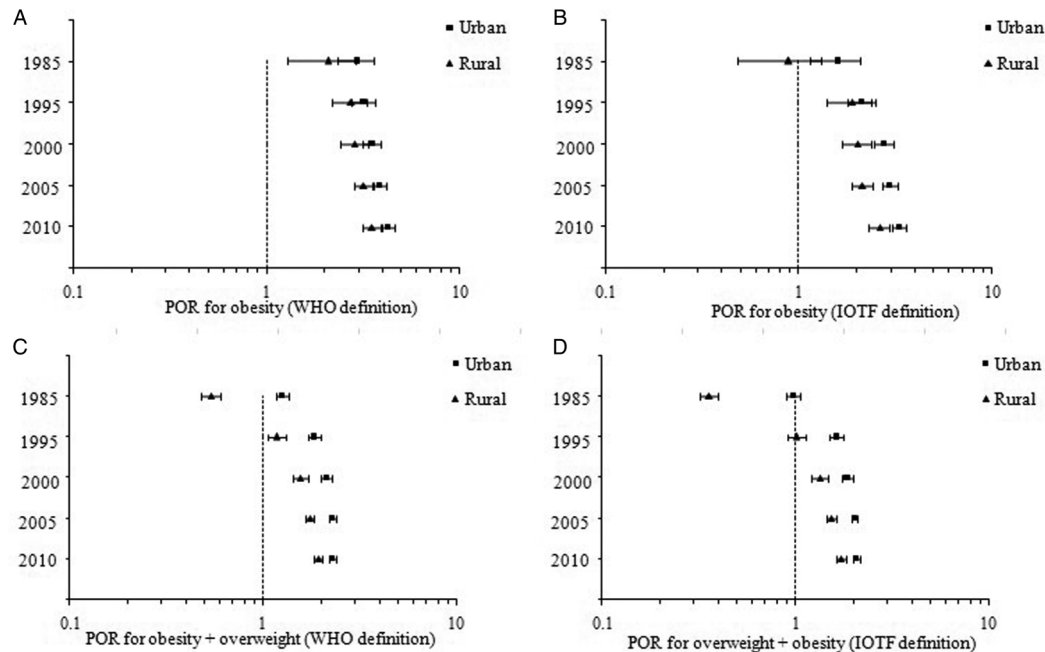 A
Urban
Rural
1985
1995
2000
2005
2010
0.1 1 10
POR for obesity (WHO definition)
B
Urban
Rural
1985
1995
2000
2005
2010
0.1 1 10
POR for obesity (IOTF definition)
C
Urban
Rural
1985
1995
2000
2005
2010
0.1 1 10
POR for obesity + overweight (WHO definition)
D
Urban
Rural
1985
1995
2000
2005
2010
0.1 1 10
POR for overweight + obesity (IOTF definition)